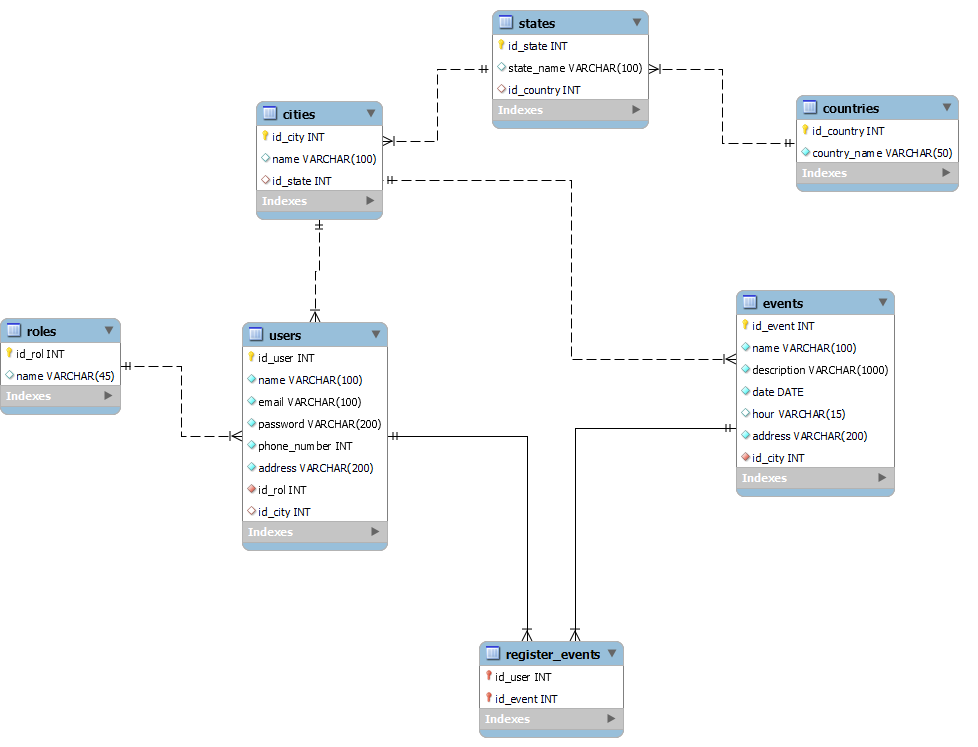 states
id_state INT
state_name VARCHAR(100)
id_country INT
Indexes
countries
id_country INT
country_name VARCHAR(50)
Indexes
cities
id_city INT
name VARCHAR(100)
id_state INT
Indexes
events
id_event INT
name VARCHAR(100)
description VARCHAR(1000)
date DATE
hour VARCHAR(15)
address VARCHAR(200)
id_city INT
Indexes
roles
id_rol INT
name VARCHAR(45)
Indexes
users
id_user INT
name VARCHAR(100)
email VARCHAR(100)
password VARCHAR(200)
phone_number INT
address VARCHAR(200)
id_rol INT
id_city INT
Indexes
register_events
id_user INT
id_event INT
Indexes